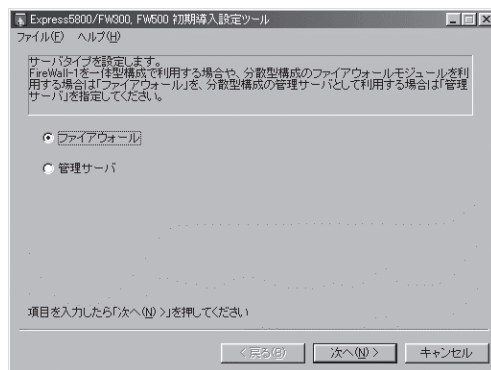 Express5800/FW300, FW500 初期導入設定ツール
ファイル(F) ヘルプ(H)
サーバタイプを設定します。
FireWall-1を一体型構成で利用する場合や、分散型構成のファイアウォールモジュールを利
用する場合は「ファイアウォール」を、分散型構成の管理サーバとして利用する場合は「管理
サーバ」を指定してください。
ファイアウォール
管理サーバ
項目を入力したら「次へ(N) >」を押してください
< 戻る(B) 次へ(N) > キャンセル